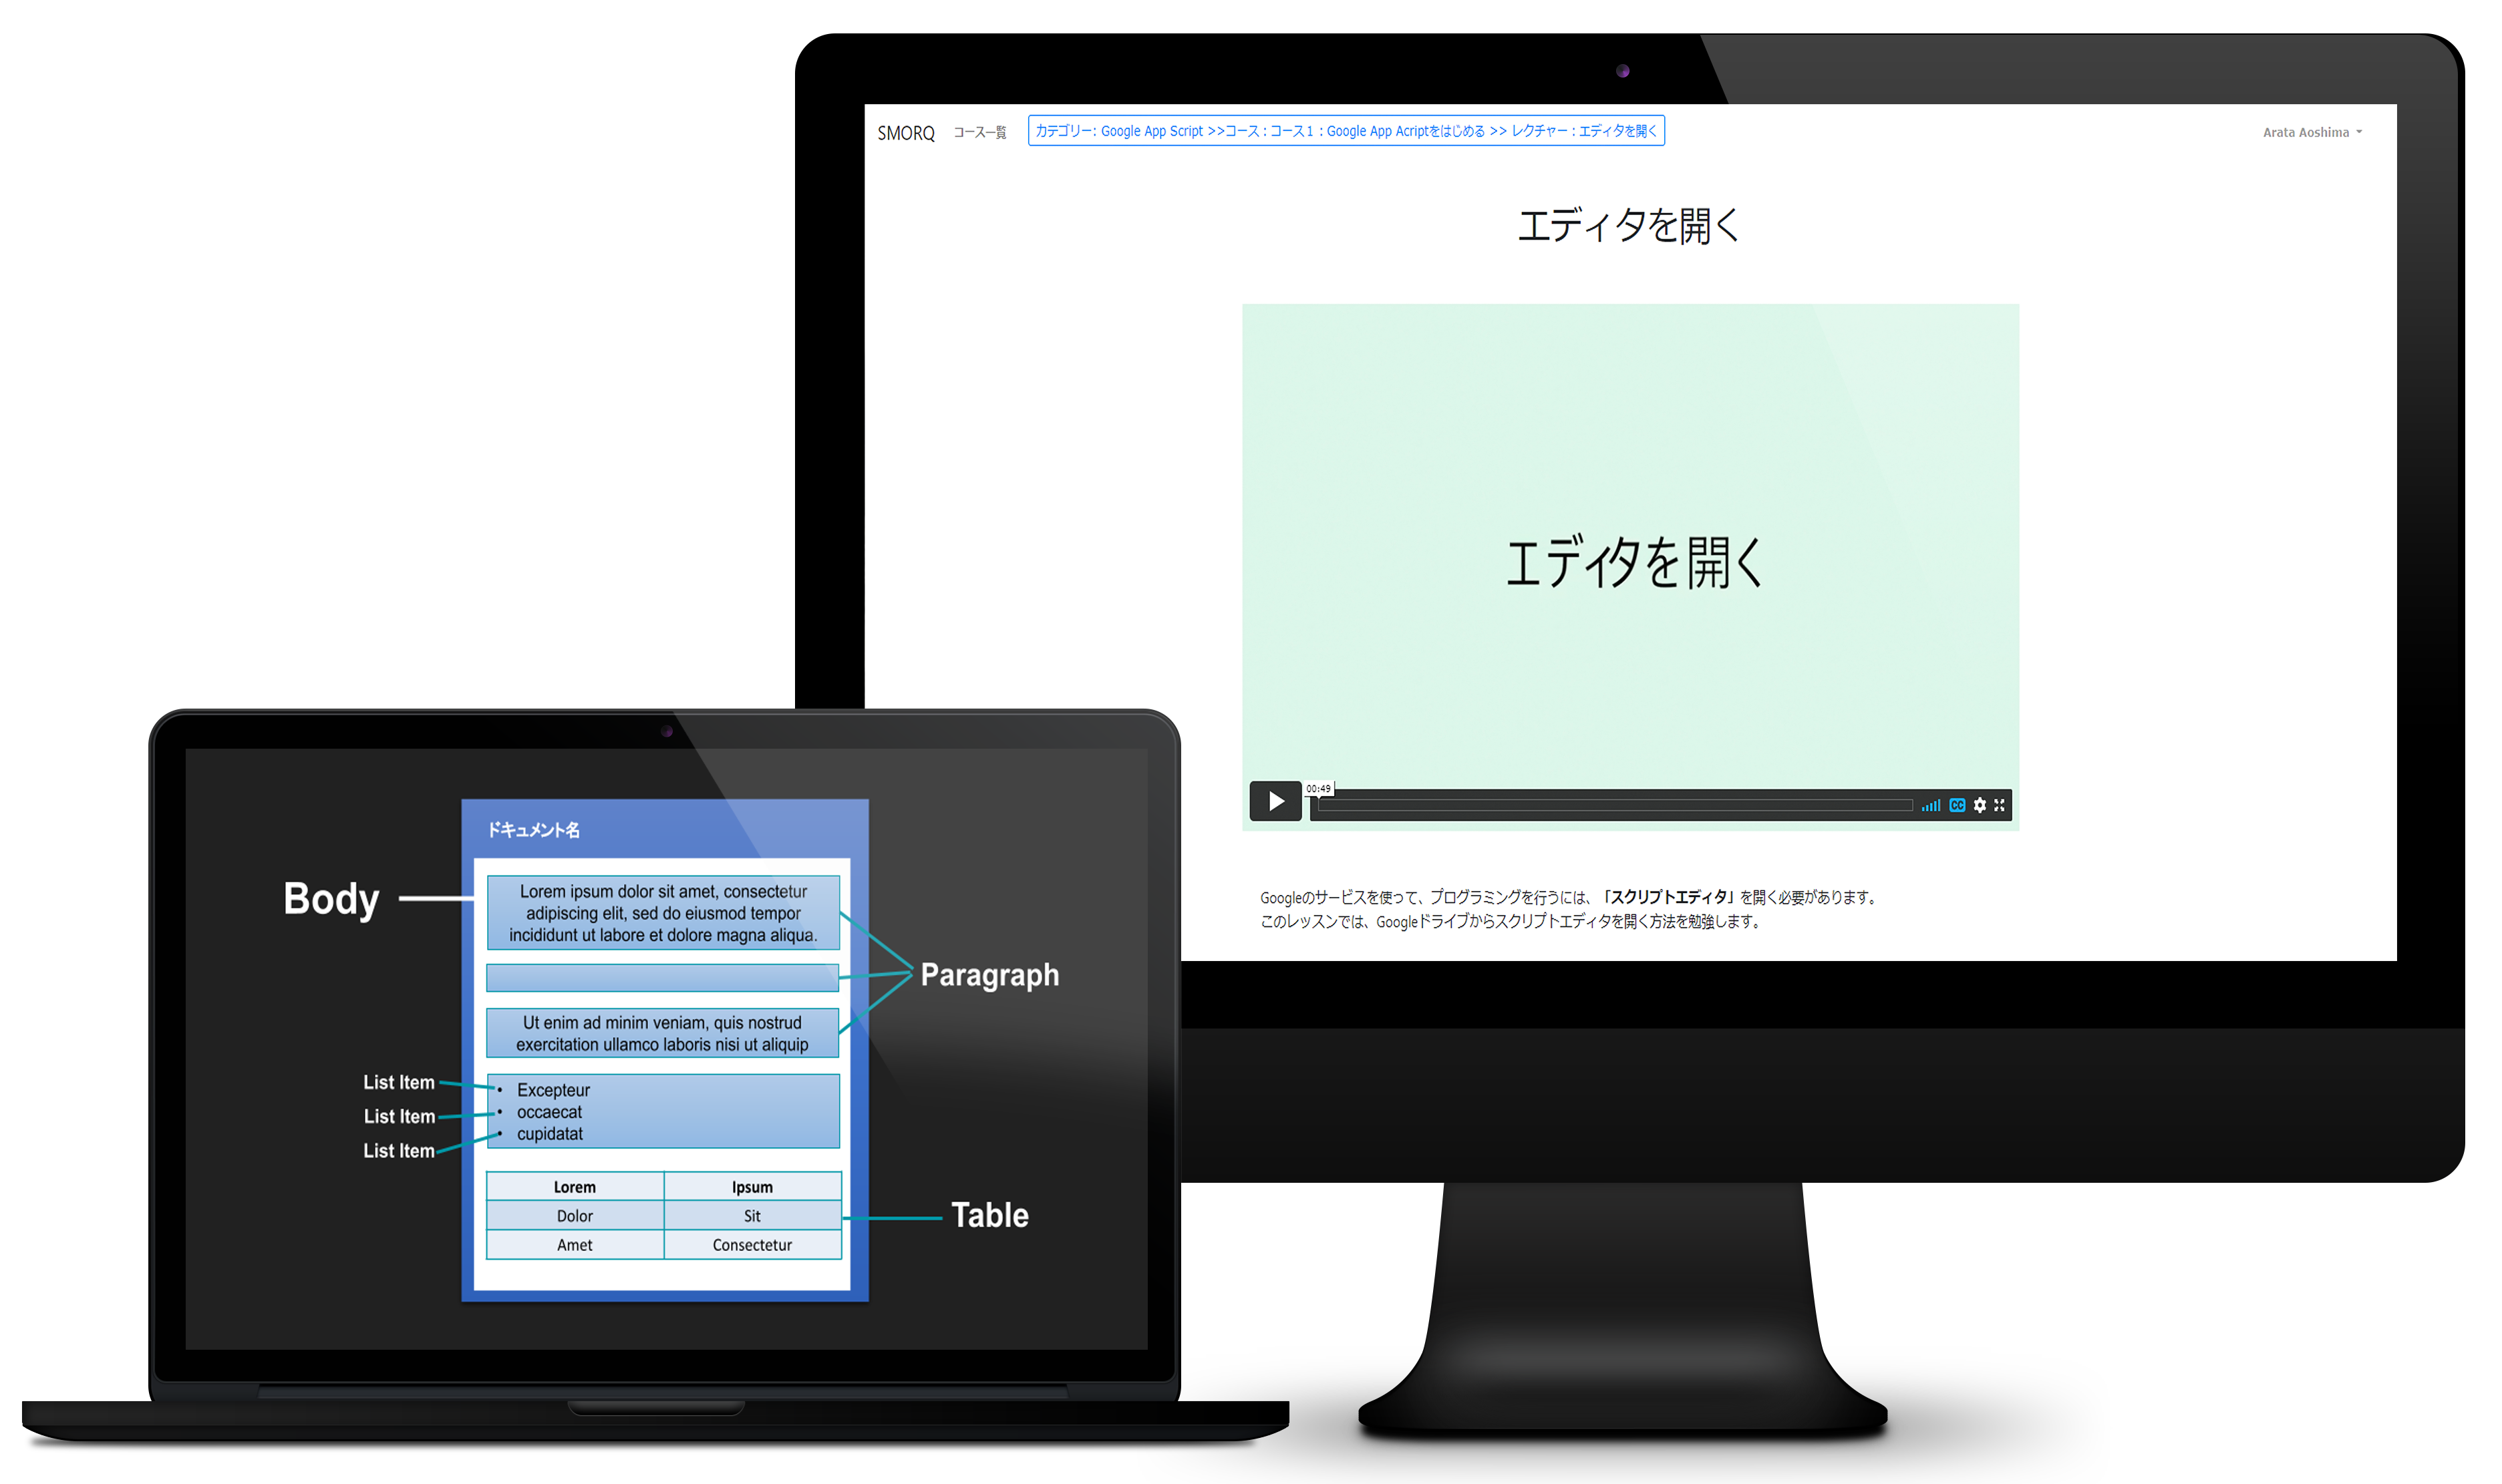 SMORQ コース一覧 カテゴリー: Google App Script >>コース : コース１ : Google App Acriptをはじめる >> レクチャー : エディタを開く Arata Aoshima
エディタを開く
エディタを開く
00:49
CC
Googleのサービスを使って、プログラミングを行うには、「スクリプトエディタ」を開く必要があります。
このレッスンでは、Googleドライブからスクリプトエディタを開く方法を勉強します。
ドキュメント名
Body
Lorem ipsum dolor sit amet, consectetur
adipiscing elit, sed do eiusmod tempor
incididunt ut labore et dolore magna aliqua.
Paragraph
Ut enim ad minim veniam, quis nostrud
exercitation ullamco laboris nisi ut aliquip
List Item • Excepteur
List Item • occaecat
List Item • cupidatat
Lorem Ipsum
Dolor Sit
Table
Amet Consectetur